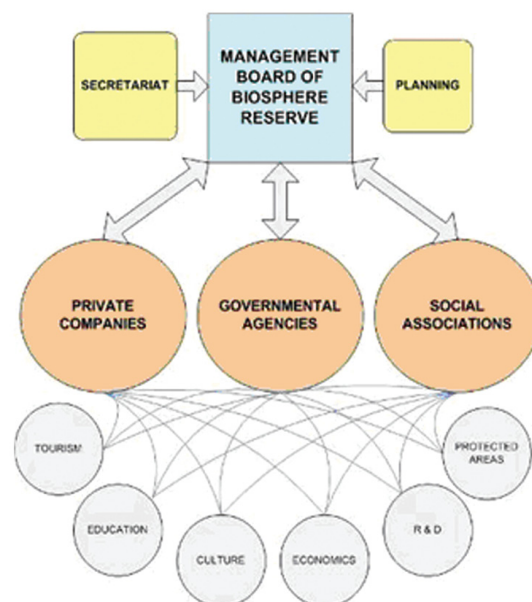 SECRETARIAT
MANAGEMENT
BOARD OF
BIOSPHERE
RESERVE
PLANNING
PRIVATE
COMPANIES
GOVERNMENTAL
AGENCIES
SOCIAL
ASSOCIATIONS
TOURISM
EDUCATION
CULTURE
ECONOMICS
R & D
PROTECTED
AREAS